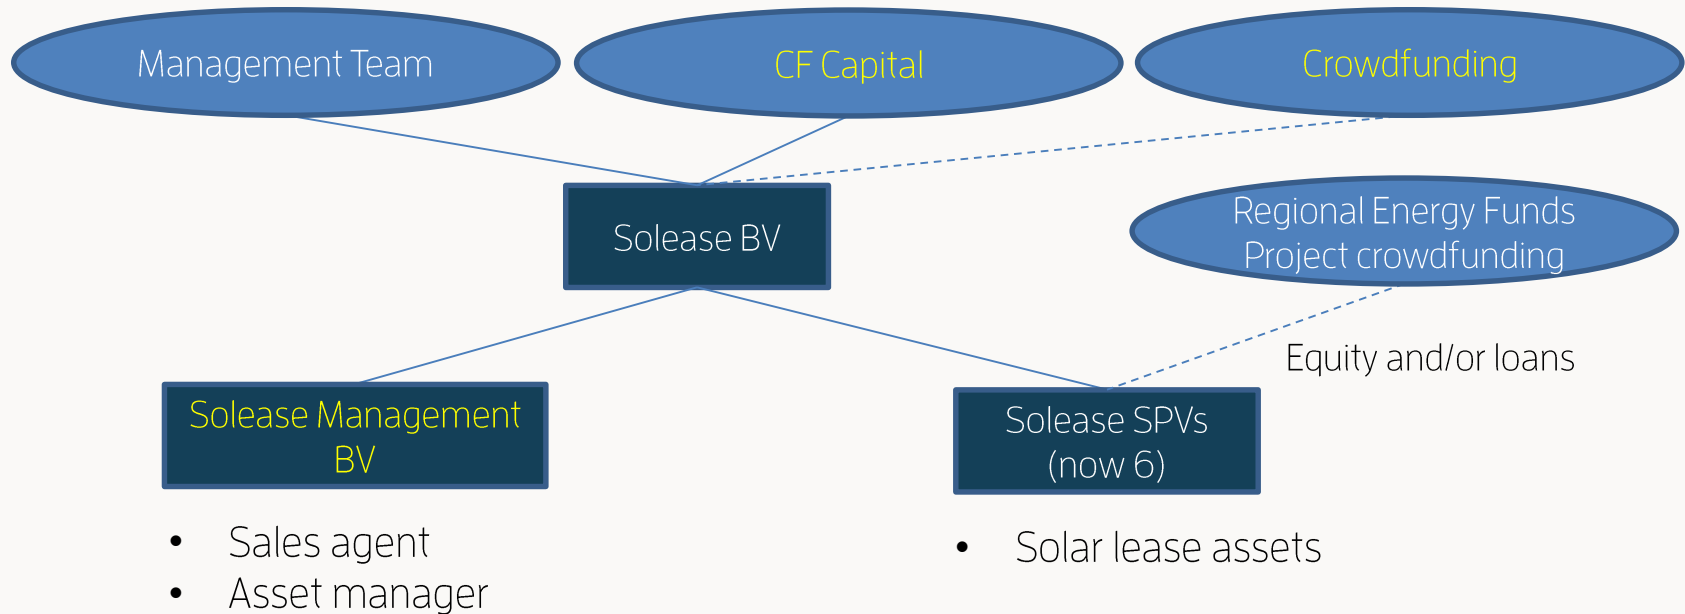 Management Team
CF Capital
Crowdfunding
Solease BV
Regional Energy Funds
Project crowdfunding
Equity and/or loans
Solease Management
BV
Solease SPVs
(now 6)
• Sales agent
• Asset manager
• Solar lease assets